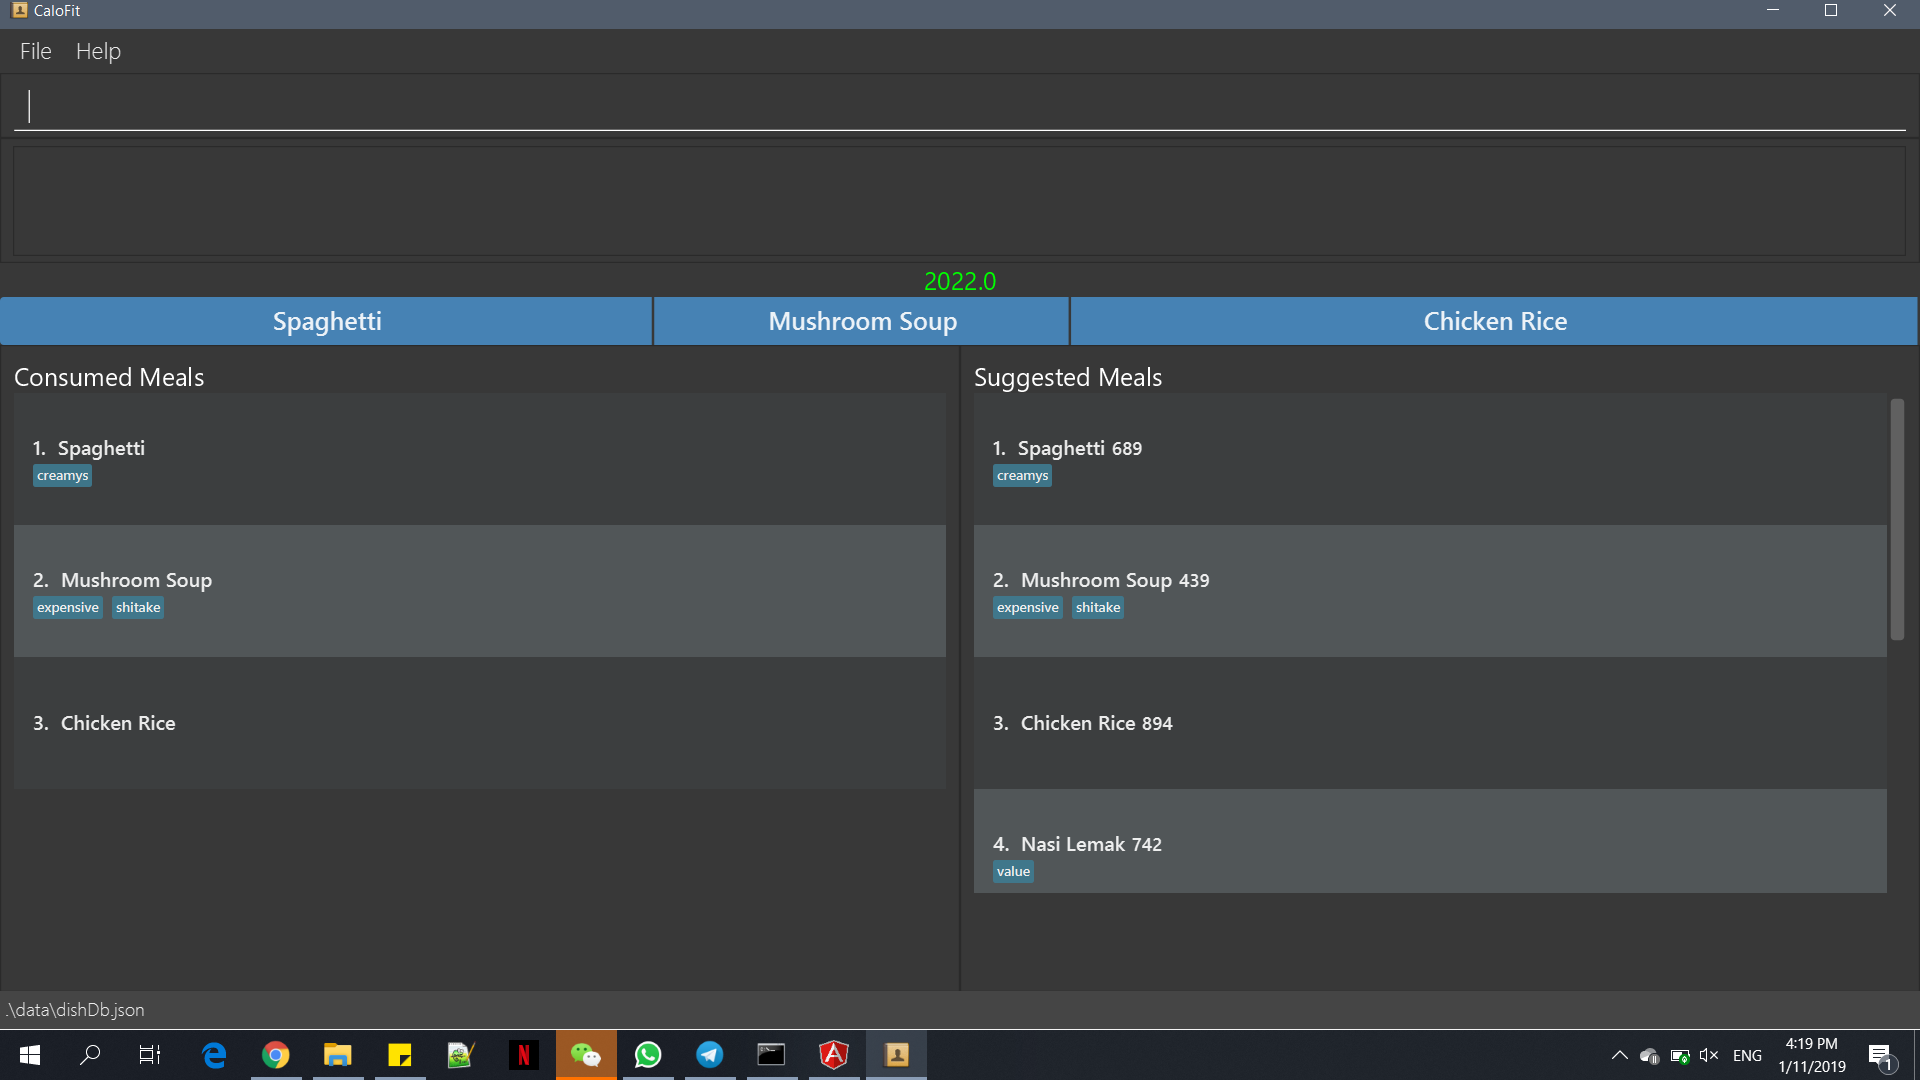 CaloFit
File Help
2022.0
Spaghetti Mushroom Soup Chicken Rice
Consumed Meals
1. Spaghetti
creamys
2. Mushroom Soup
expensive shitake
3. Chicken Rice
Suggested Meals
1. Spaghetti 689
creamys
2. Mushroom Soup 439
expensive shitake
3. Chicken Rice 894
4. Nasi Lemak 742
value
.\data\dishDb.json
N
ENG
4:19 PM
1/11/2019
1